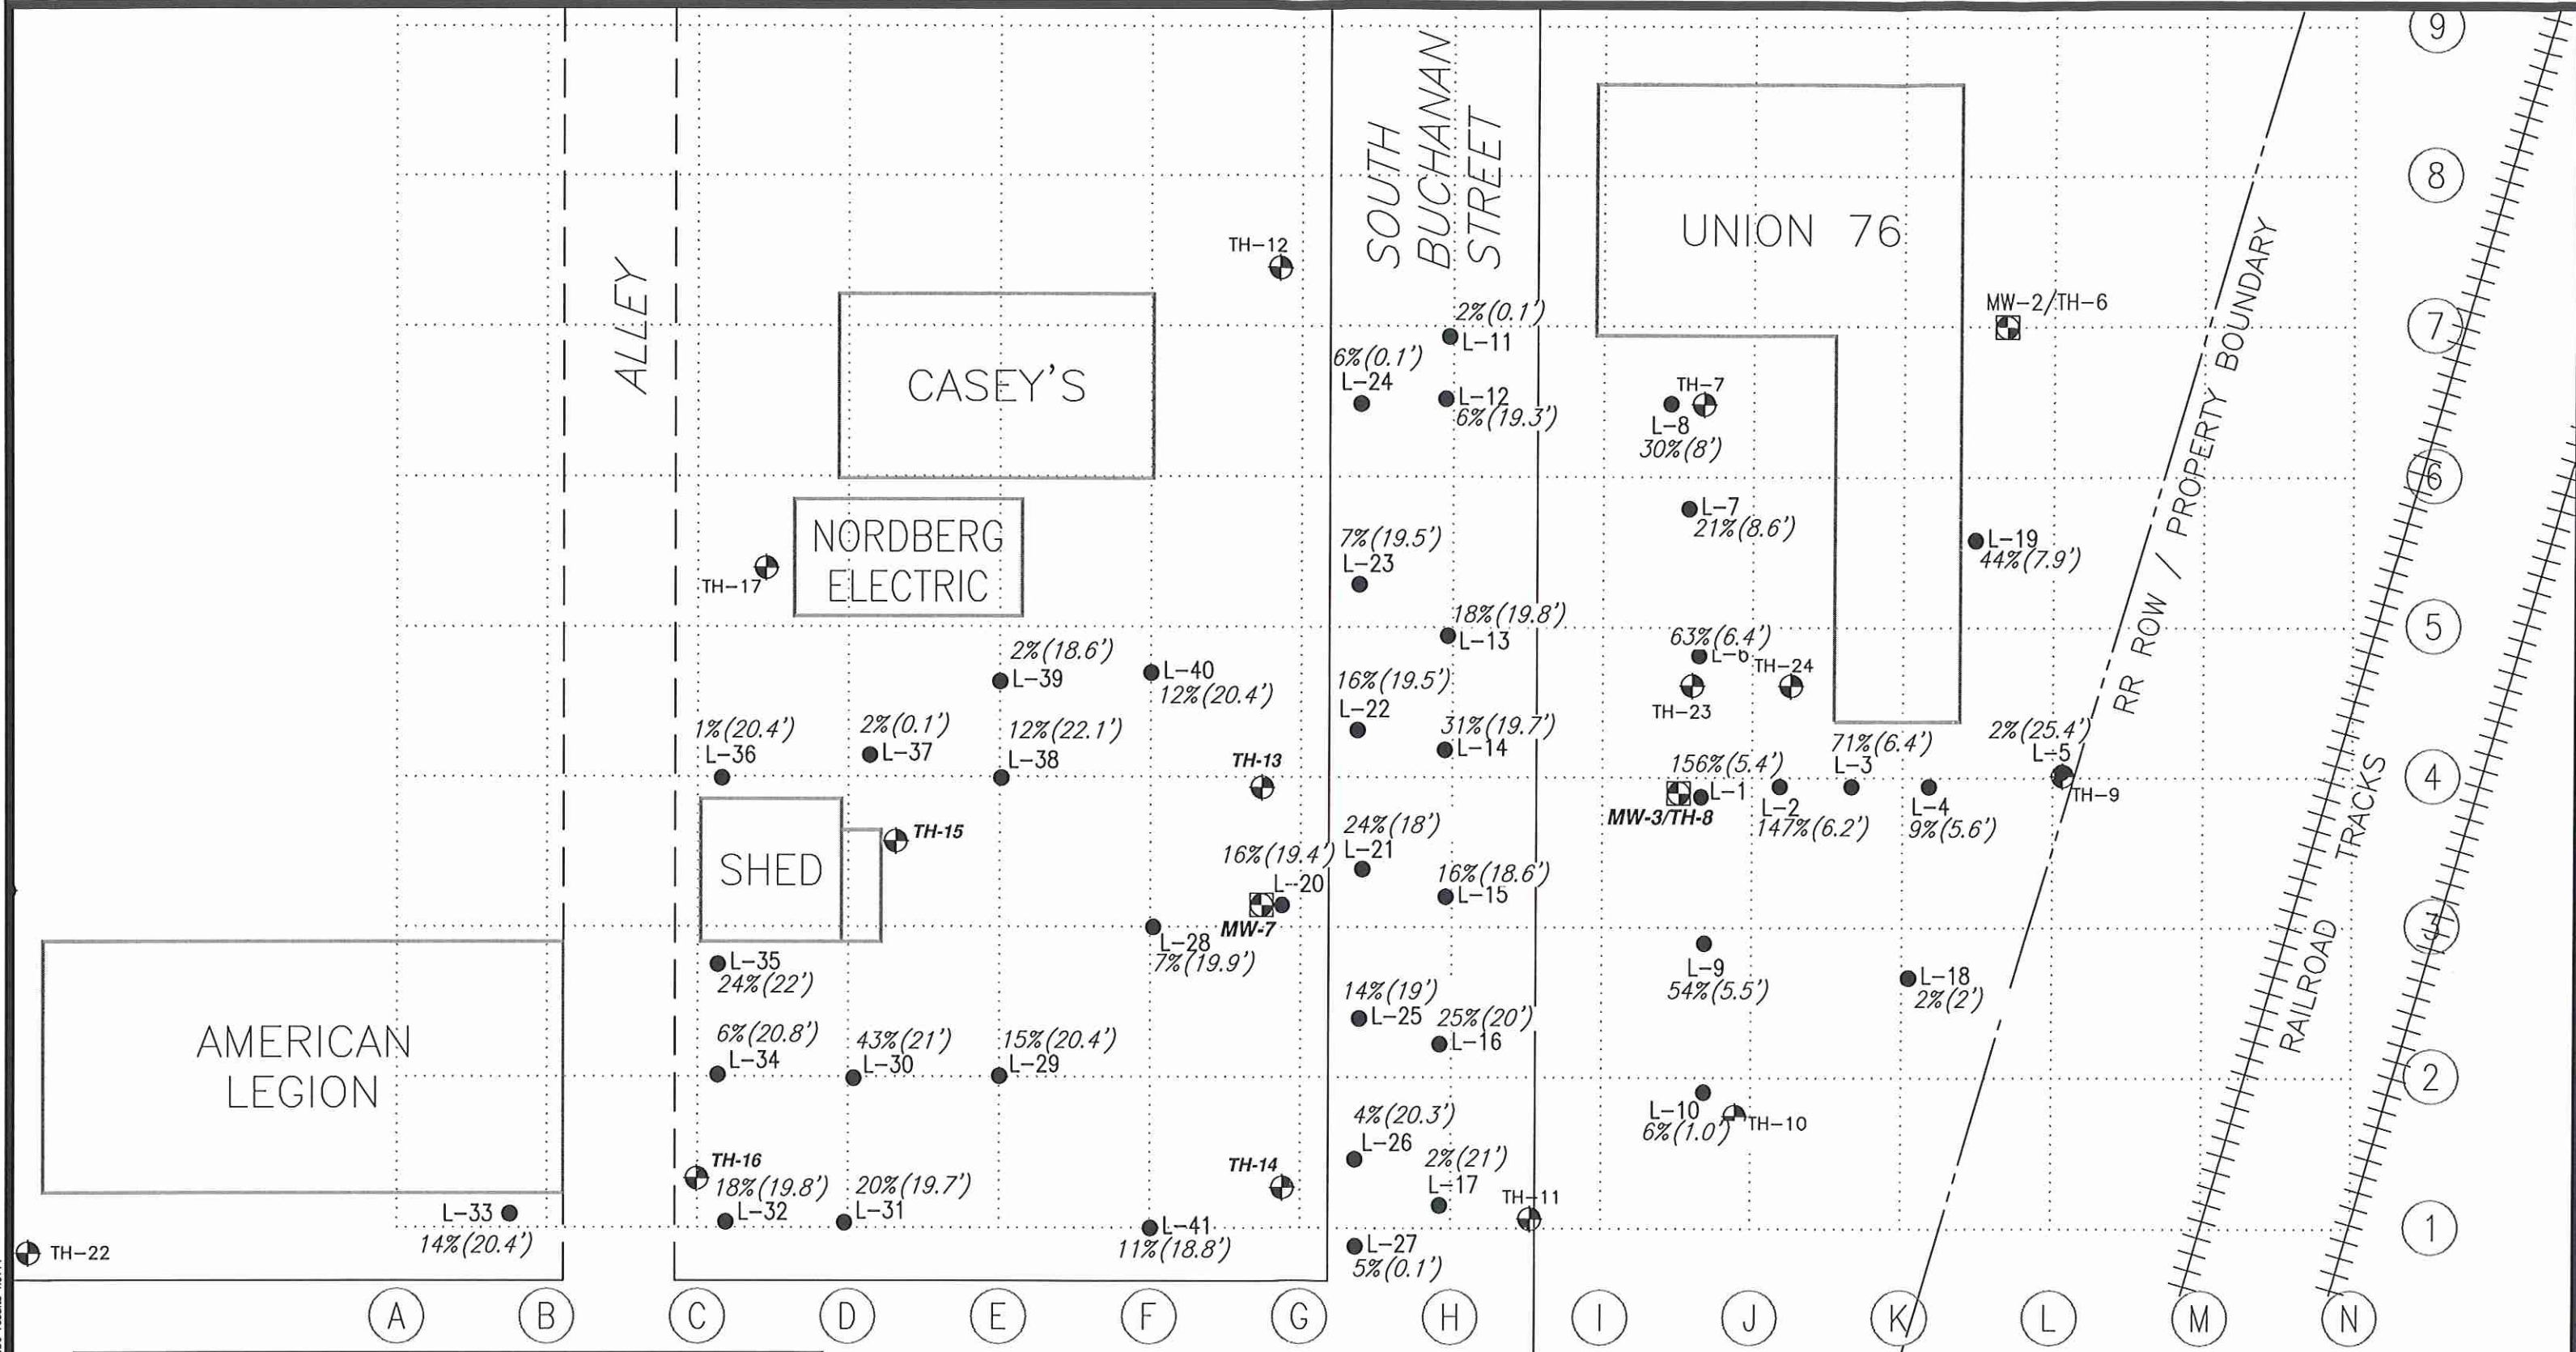 9
8
SOUTH
BUCHANAN
STREET
UNION 76
TH-12
MW-2/TH-6
2%(0.1')
L-11
7
ALLEY
CASEY'S
6%(0.1')
L-24
L-12
6%(19.3')
TH-7
L-8
30%(8')
RR ROW / PROPERTY BOUNDARY
6
NORDBERG
ELECTRIC
TH-17
7%(19.5')
L-23
L-7
21%(8.6')
L-19
44%(7.9')
18%(19.8')
L-13
5
2%(18.6')
L-39
L-40
12%(20.4')
63%(6.4')
L-6
TH-24
TH-23
16%(19.5')
L-22
1%(20.4')
L-36
2%(0.1')
L-37
12%(22.1')
L-38
31%(19.7')
L-14
71%(6.4')
L-3
2%(25.4')
L-5
TH-9
TH-13
156%(5.4')
L-1
MW-3/TH-8
L-2
147%(6.2')
L-4
9%(5.6')
4
SHED
TH-15
24%(18')
L-21
16%(19.4')
L-20
MW-7
16%(18.6')
L-15
RAILROAD TRACKS
3
L-28
7%(19.9')
L-35
24%(22')
L-9
54%(5.5')
L-18
2%(2')
14%(19')
L-25
25%(20')
L-16
AMERICAN
LEGION
6%(20.8')
L-34
43%(21')
L-30
15%(20.4')
L-29
2
L-10
6%(1.0')
TH-10
4%(20.3')
L-26
2%(21')
L-17
TH-11
TH-16
18%(19.8')
L-32
20%(19.7')
L-31
TH-14
L-33
14%(20.4')
L-41
11%(18.8')
1
TH-22
L-27
5%(0.1')
A B C D E F G H I J K L M N